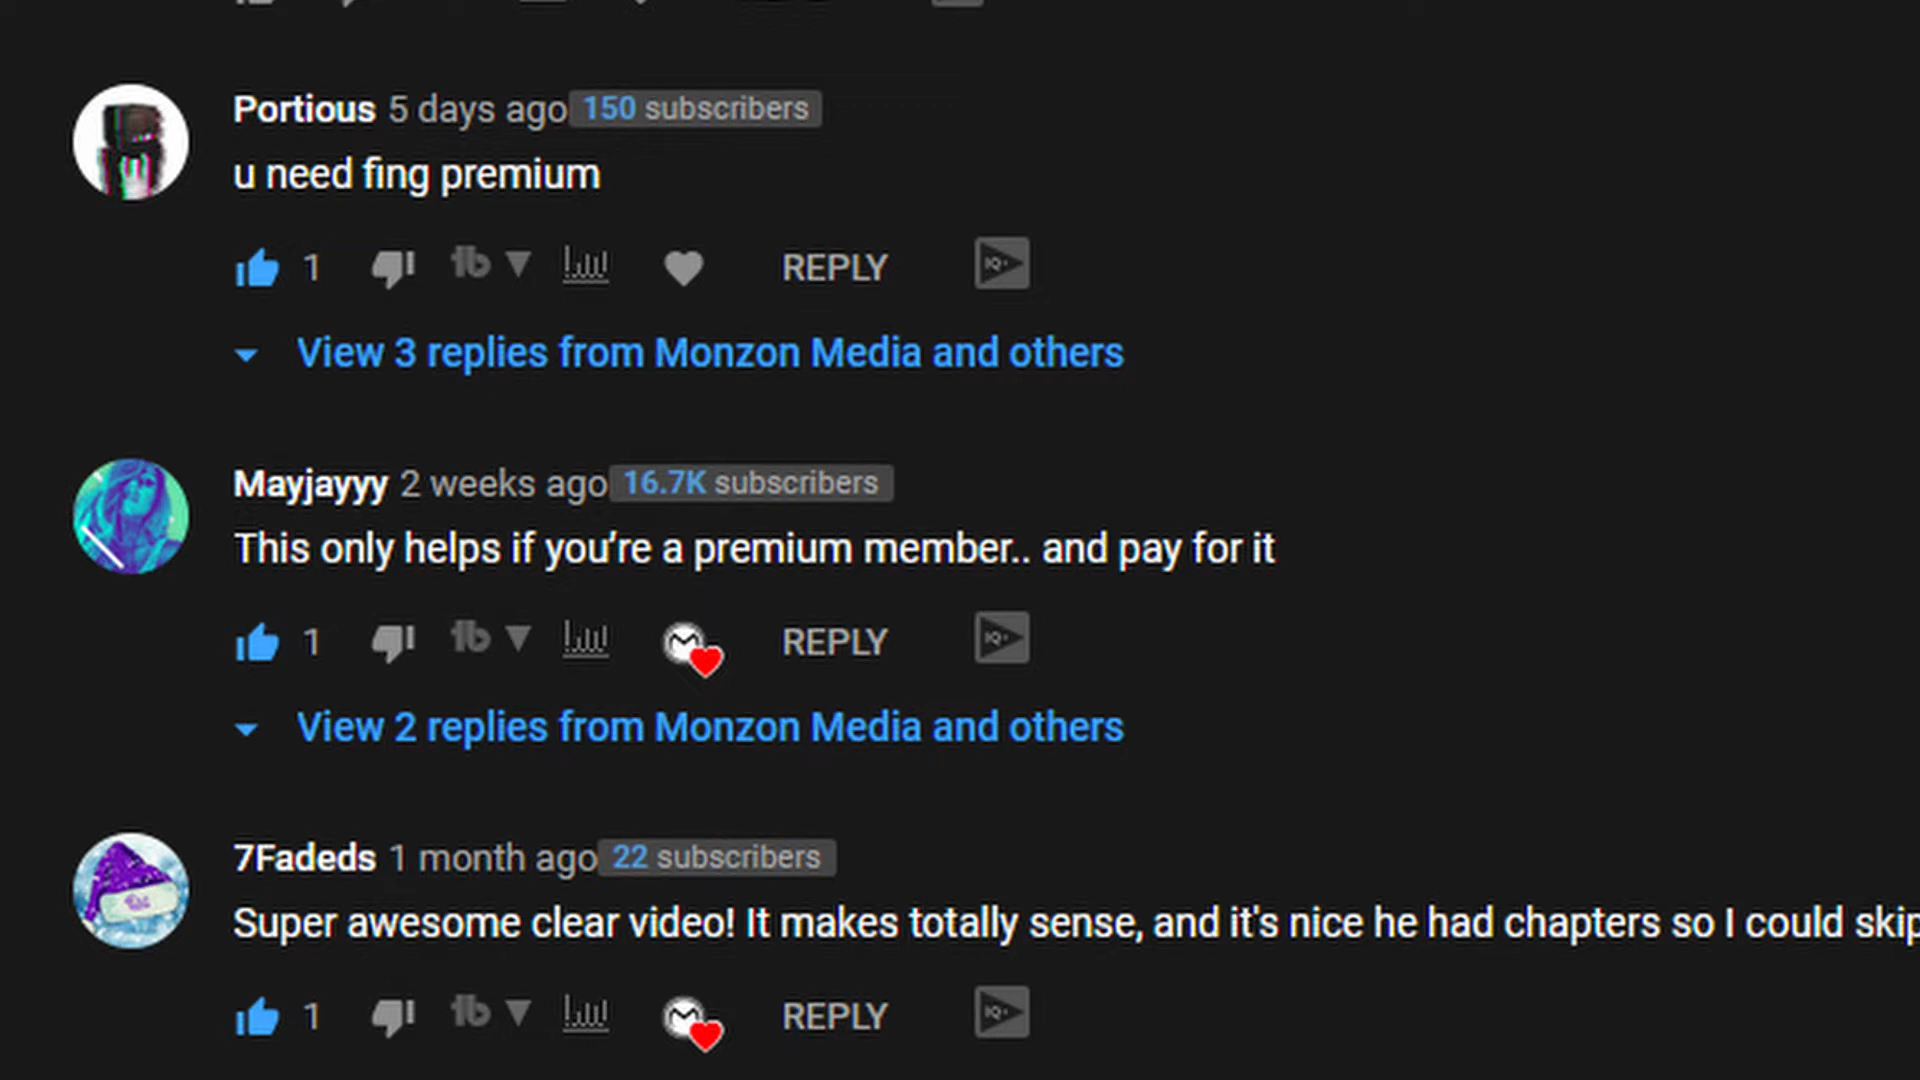 Portious 5 days ago 150 subscribers
u need fing premium
1 REPLY
View 3 replies from Monzon Media and others
Mayjayyy 2 weeks ago 16.7K subscribers
This only helps if you're a premium member.. and pay for it
1 REPLY
View 2 replies from Monzon Media and others
7Fadeds 1 month ago 22 subscribers
Super awesome clear video! It makes totally sense, and it's nice he had chapters so I could skip
1 REPLY